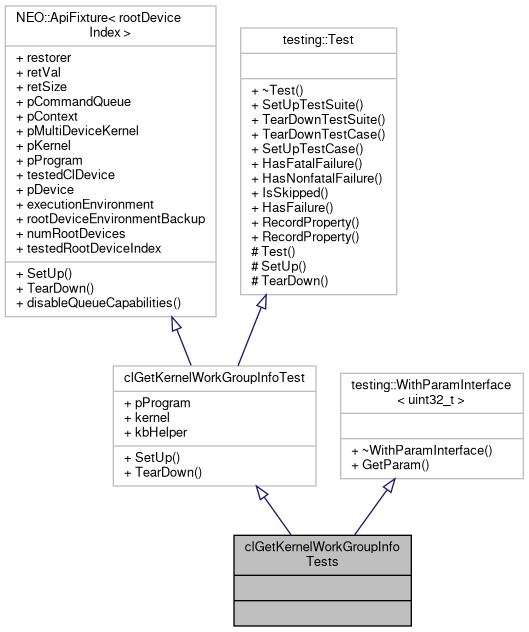 NEO::ApiFixture< rootDevice
Index >
+ restorer
+ retVal
+ retSize
+ pCommandQueue
+ pContext
+ pMultiDeviceKernel
+ pKernel
+ pProgram
+ testedClDevice
+ pDevice
+ executionEnvironment
+ rootDeviceEnvironmentBackup
+ numRootDevices
+ testedRootDeviceIndex
+ SetUp()
+ TearDown()
+ disableQueueCapabilities()
testing::Test
+ ~Test()
+ SetUpTestSuite()
+ TearDownTestSuite()
+ TearDownTestCase()
+ SetUpTestCase()
+ HasFatalFailure()
+ HasNonfatalFailure()
+ IsSkipped()
+ HasFailure()
+ RecordProperty()
+ RecordProperty()
# Test()
# SetUp()
# TearDown()
clGetKernelWorkGroupInfoTest
+ pProgram
+ kernel
+ kbHelper
+ SetUp()
+ TearDown()
testing::WithParamInterface
< uint32_t >
+ ~WithParamInterface()
+ GetParam()
clGetKernelWorkGroupInfo
Tests